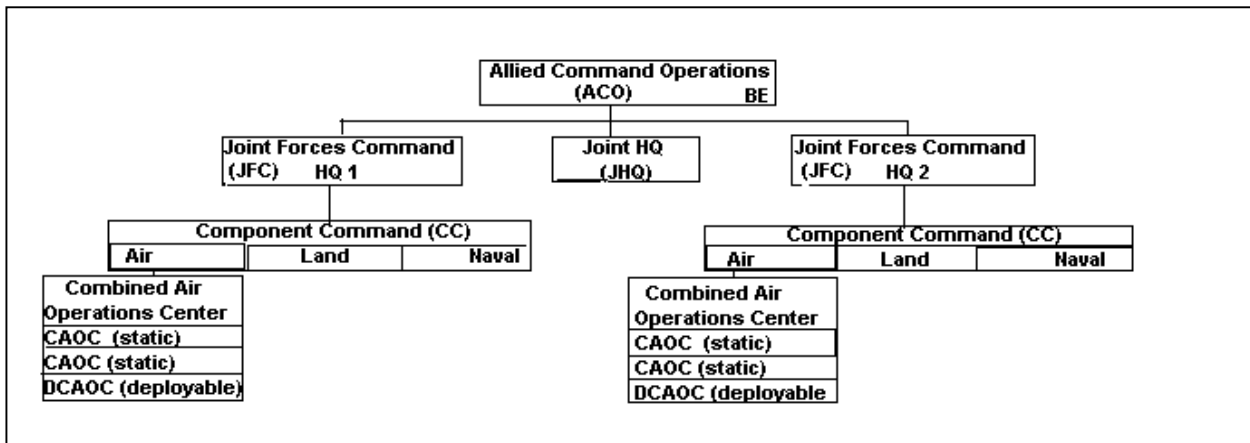 Allied Command Operations
(ACO) BE
Joint Forces Command
(JFC) HQ 1
Joint HQ
(JHQ)
Joint Forces Command
(JFC) HQ 2
Component Command (CC)
Air Land Naval
Combined Air
Operations Center
CAOC (static)
CAOC (static)
DCAOC (deployable)
Component Command (CC)
Air Land Naval
Combined Air
Operations Center
CAOC (static)
CAOC (static)
DCAOC (deployable